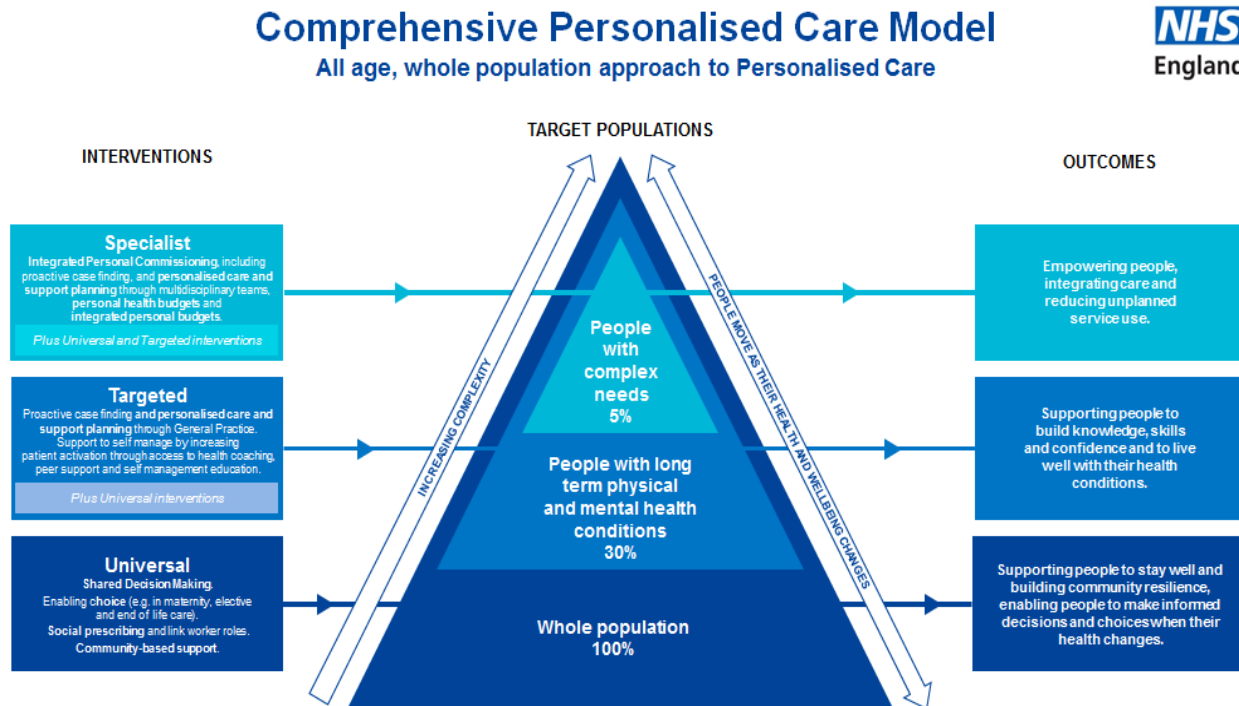 Comprehensive Personalised Care Model
All age, whole population approach to Personalised Care
NHS
England
INTERVENTIONS
TARGET POPULATIONS
OUTCOMES
Specialist
Integrated Personal Commissioning, including
proactive case finding, and personalised care and
support planning through multidisciplinary teams,
personal health budgets and
integrated personal budgets.
Plus Universal and Targeted interventions
Targeted
Proactive case finding and personalised care and
support planning through General Practice.
Support to self manage by increasing
patient activation through access to health coaching,
peer support and self management education.
Plus Universal interventions
Universal
Shared Decision Making.
Enabling choice (e.g. in maternity, elective
and end of life care).
Social prescribing and link worker roles.
Community-based support.
INCREASING COMPLEXITY
People
with
complex
needs
5%
People with long
term physical
and mental health
conditions
30%
Whole population
100%
PEOPLE MOVE AS THEIR HEALTH AND WELLBEING CHANGES
Empowering people,
integrating care and
reducing unplanned
service use.
Supporting people to
build knowledge, skills
and confidence and to live
well with their health
conditions.
Supporting people to stay well and
building community resilience,
enabling people to make informed
decisions and choices when their
health changes.